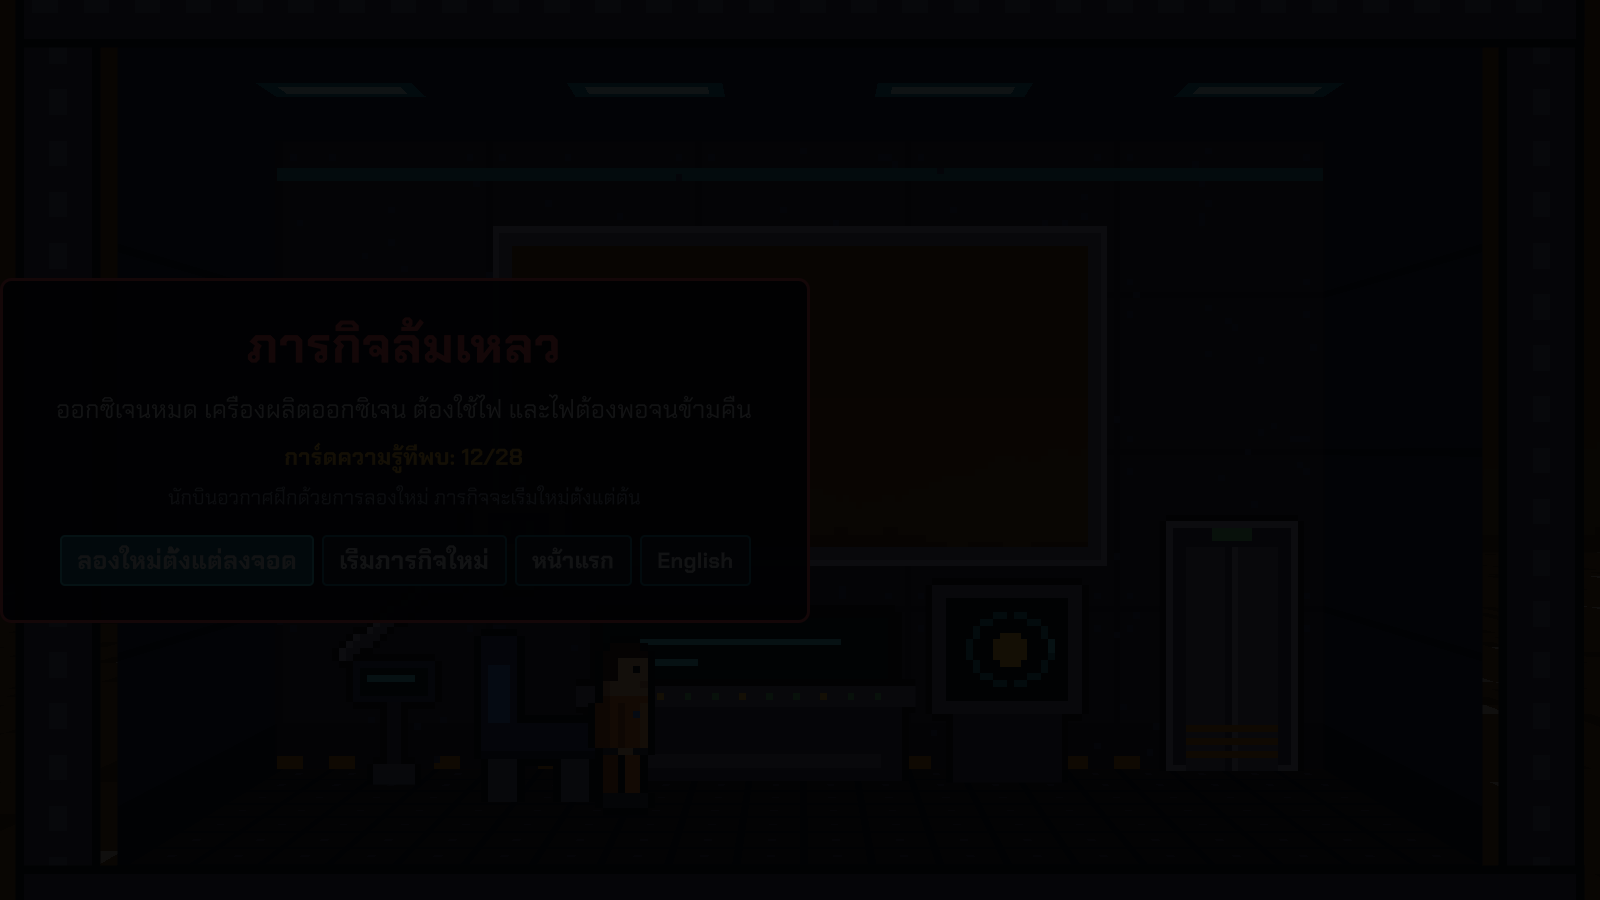 ภารกิจล้มเหลว
ออกซิเจนหมด เครื่องผลิตออกซิเจน ต้องใช้ไฟ และไฟต้องพอจนข้ามคืน
การ์ดความรู้ที่พบ: 12/28
นักบินอวกาศฝึกด้วยการลองใหม่ ภารกิจจะเริ่มใหม่ตั้งแต่ต้น
ลองใหม่ตั้งแต่ลงจอด เริ่มภารกิจใหม่ หน้าแรก English